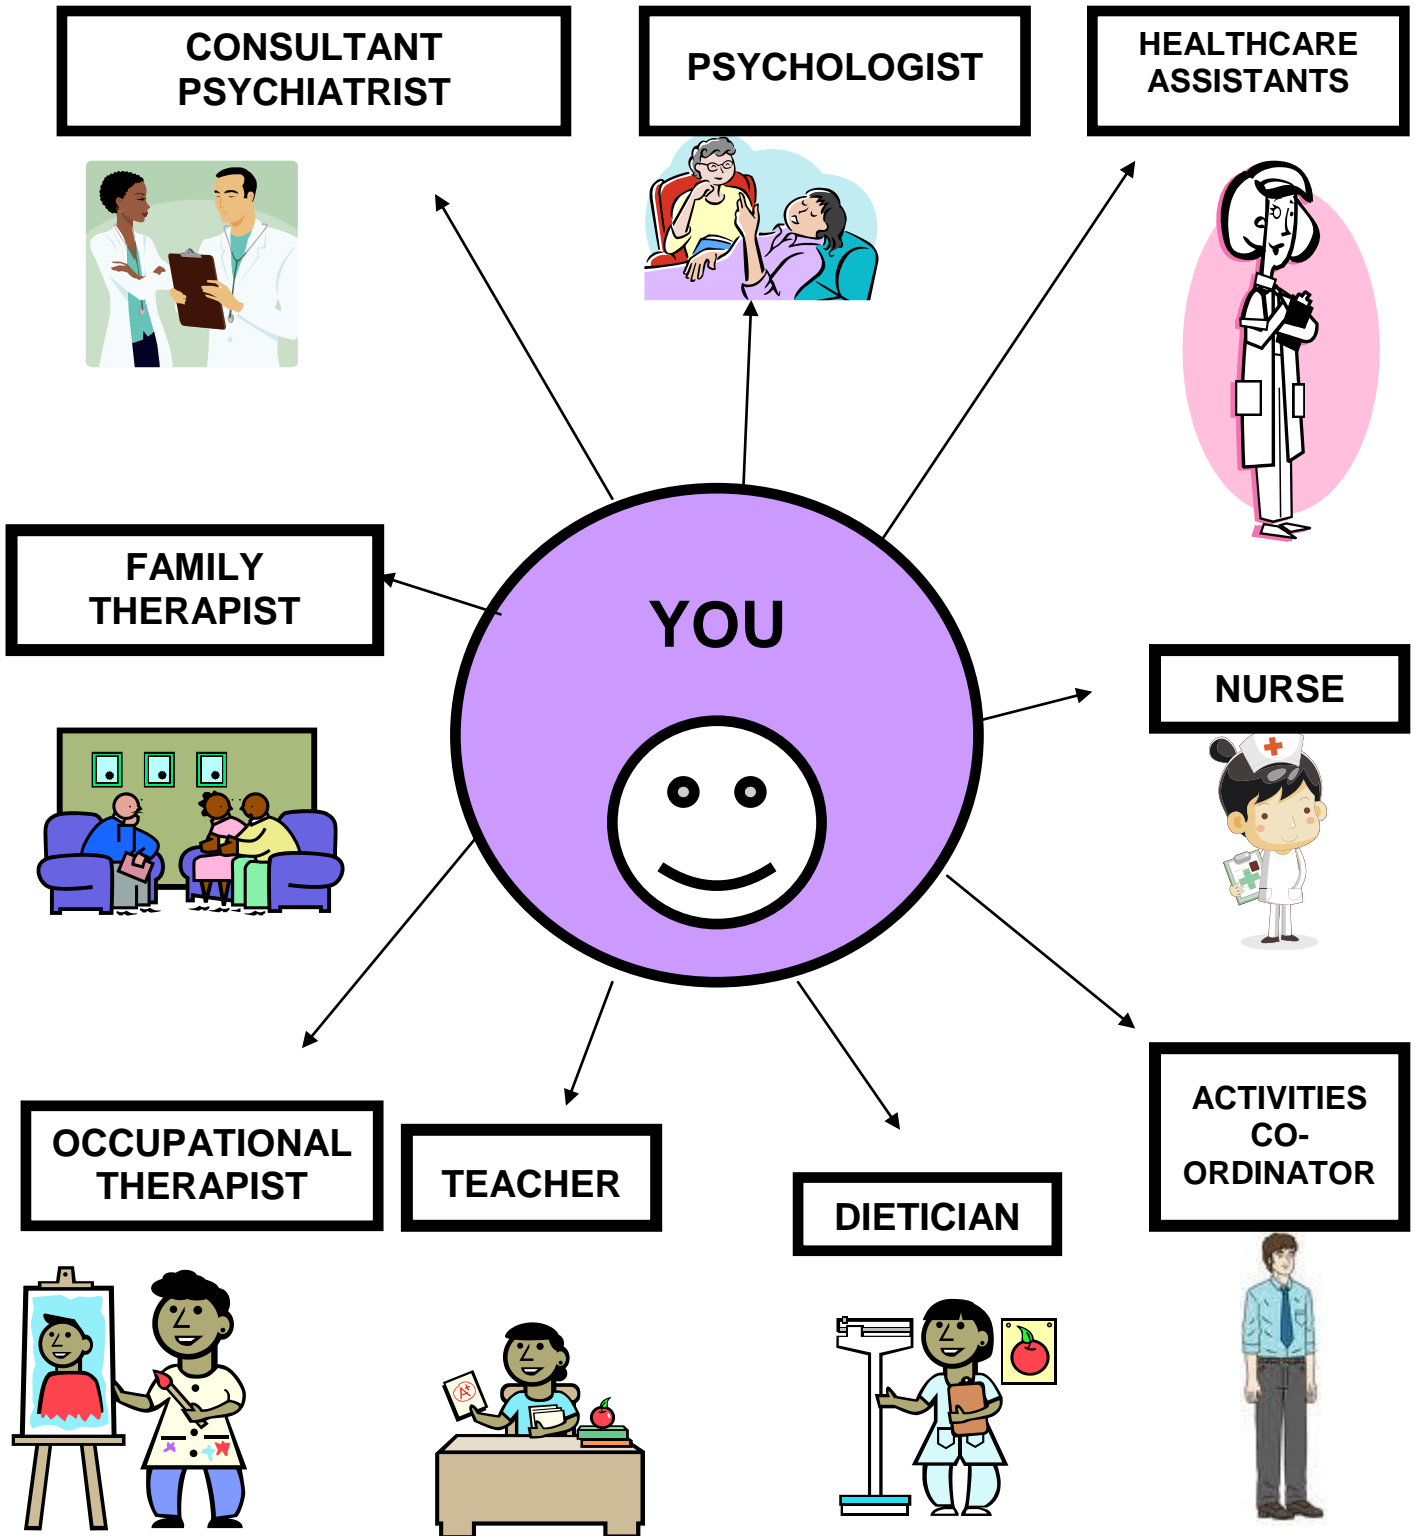 CONSULTANT
PSYCHIATRIST
PSYCHOLOGIST
HEALTHCARE
ASSISTANTS
FAMILY
THERAPIST
YOU
NURSE
OCCUPATIONAL
THERAPIST
TEACHER
A+
DIETICIAN
ACTIVITIES
CO-
ORDINATOR